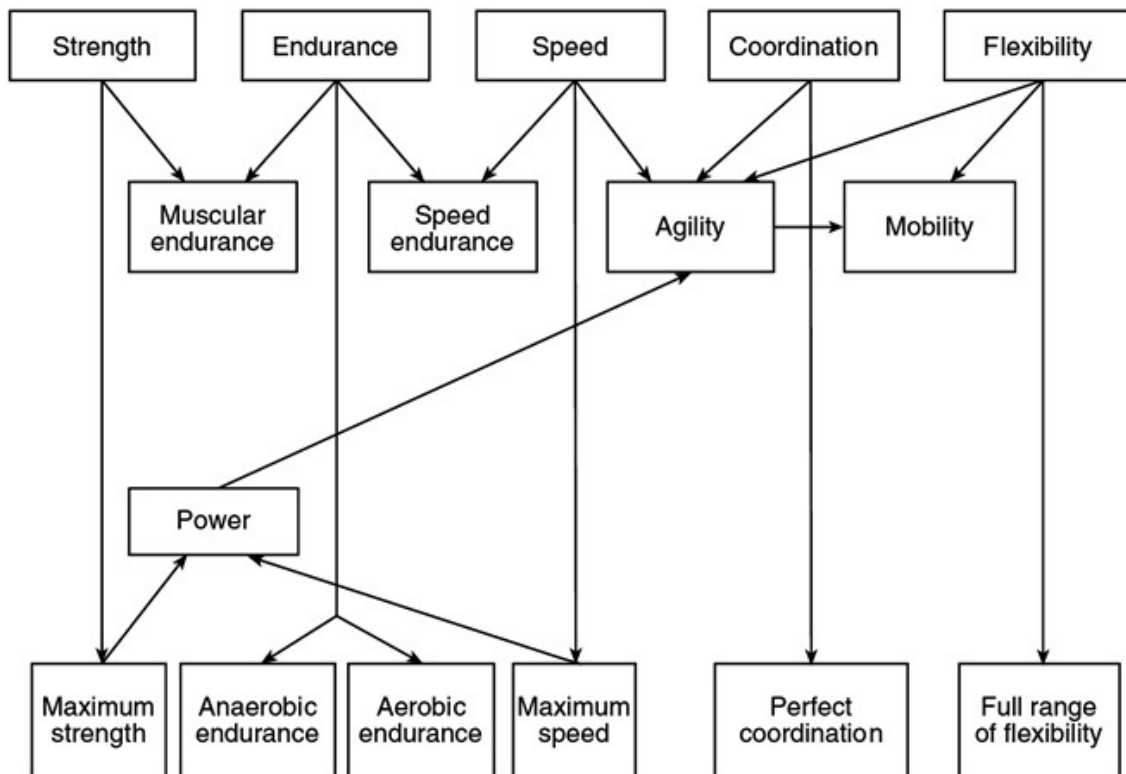 Strength
Endurance
Speed
Coordination
Flexibility
Muscular
endurance
Speed
endurance
Agility
Mobility
Power
Maximum
strength
Anaerobic
endurance
Aerobic
endurance
Maximum
speed
Perfect
coordination
Full range
of flexibility